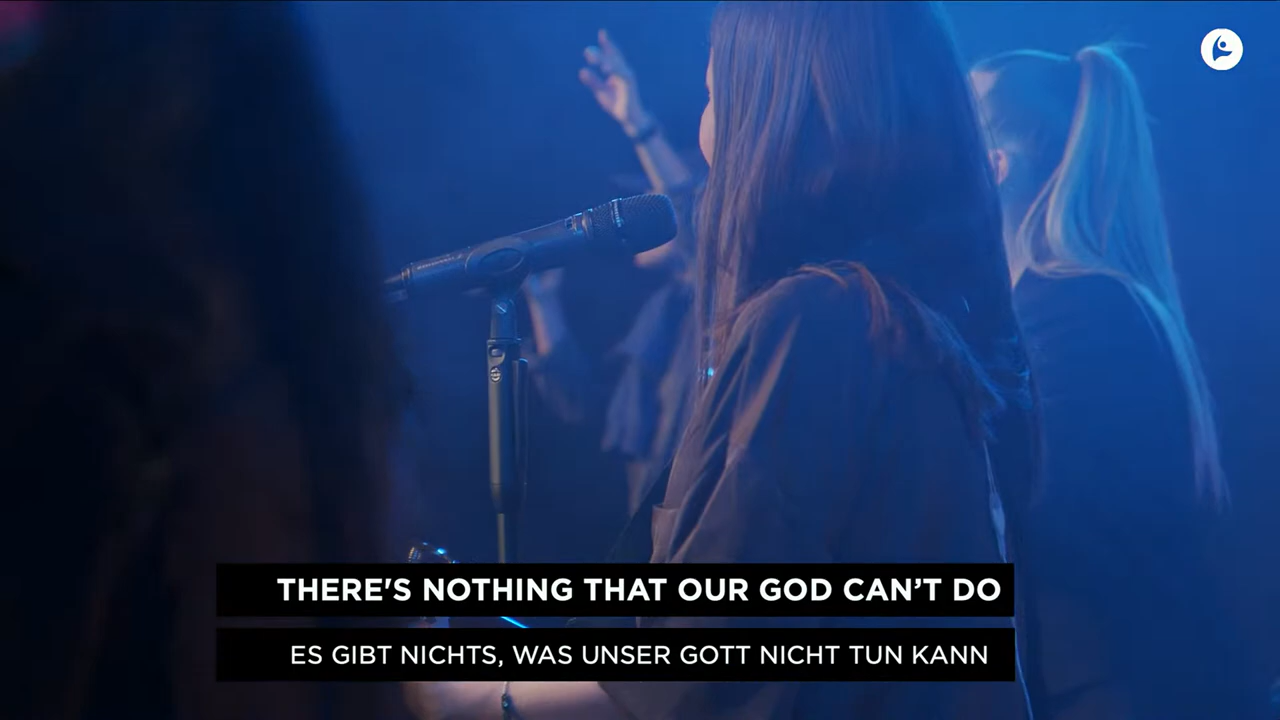 THERE'S NOTHING THAT OUR GOD CAN’T DO
ES GIBT NICHTS, WAS UNSER GOTT NICHT TUN KANN